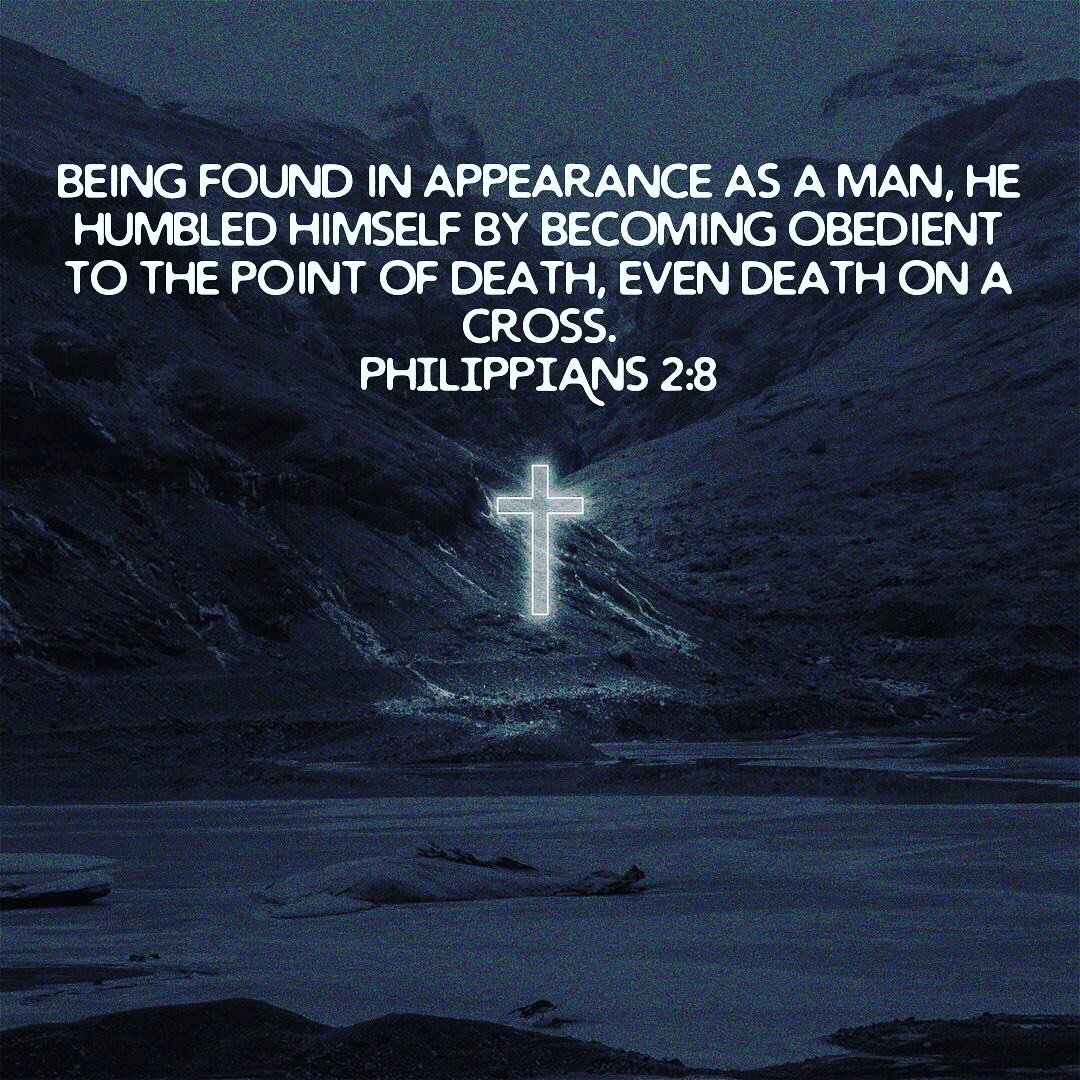 BEING FOUND IN APPEARANCE AS A MAN, HE
HUMBLED HIMSELF BY BECOMING OBEDIENT
TO THE POINT OF DEATH, EVEN DEATH ON A
CROSS.
PHILIPPIANS 2:8